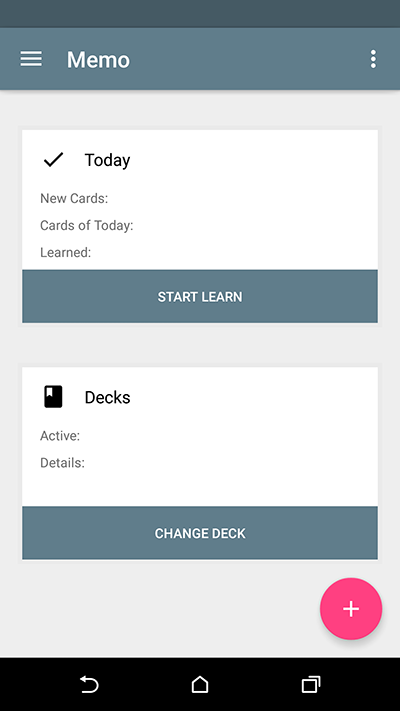 Memo
Today
New Cards:
Cards of Today:
Learned:
START LEARN
Decks
Active:
Details:
CHANGE DECK